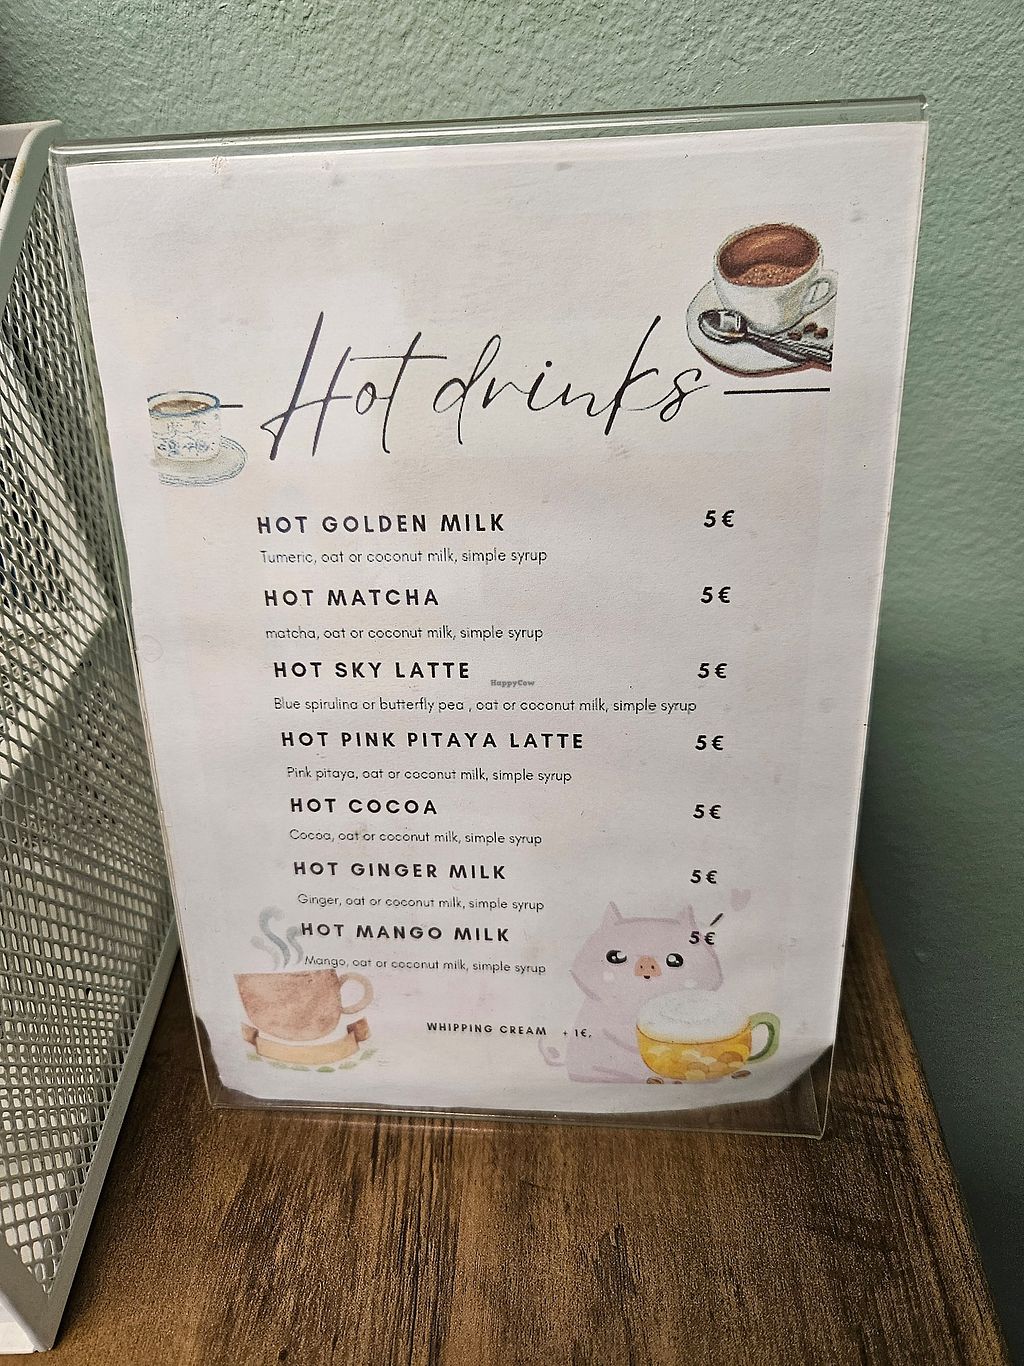 Hot drinks
HOT GOLDEN MILK 5€
Tumeric, oat or coconut milk, simple syrup
HOT MATCHA 5€
matcha, oat or coconut milk, simple syrup
HOT SKY LATTE 5€
HappyCow
Blue spirulina or butterfly pea , oat or coconut milk, simple syrup
HOT PINK PITAYA LATTE 5€
Pink pitaya, oat or coconut milk, simple syrup
HOT COCOA 5€
Cocoa, oat or coconut milk, simple syrup
HOT GINGER MILK 5€
Ginger, oat or coconut milk, simple syrup
HOT MANGO MILK 5€
Mango, oat or coconut milk, simple syrup
WHIPPING CREAM + 1€,